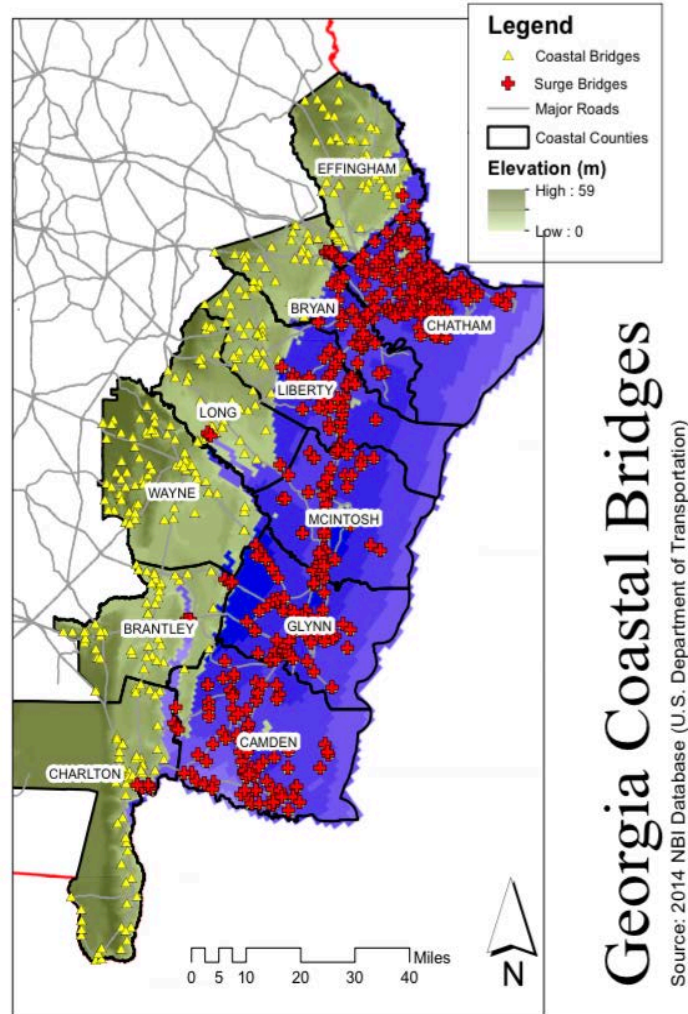 Legend
Coastal Bridges
Surge Bridges
Major Roads
Coastal Counties
Elevation (m)
High : 59
Low : 0
EFFINGHAM
BRYAN
CHATHAM
LIBERTY
LONG
WAYNE
MCINTOSH
BRANTLEY
GLYNN
CAMDEN
CHARLTON
Miles
0 5 10 20 30 40
N
Georgia Coastal Bridges
Source: 2014 NBI Database (U.S. Department of Transportation)